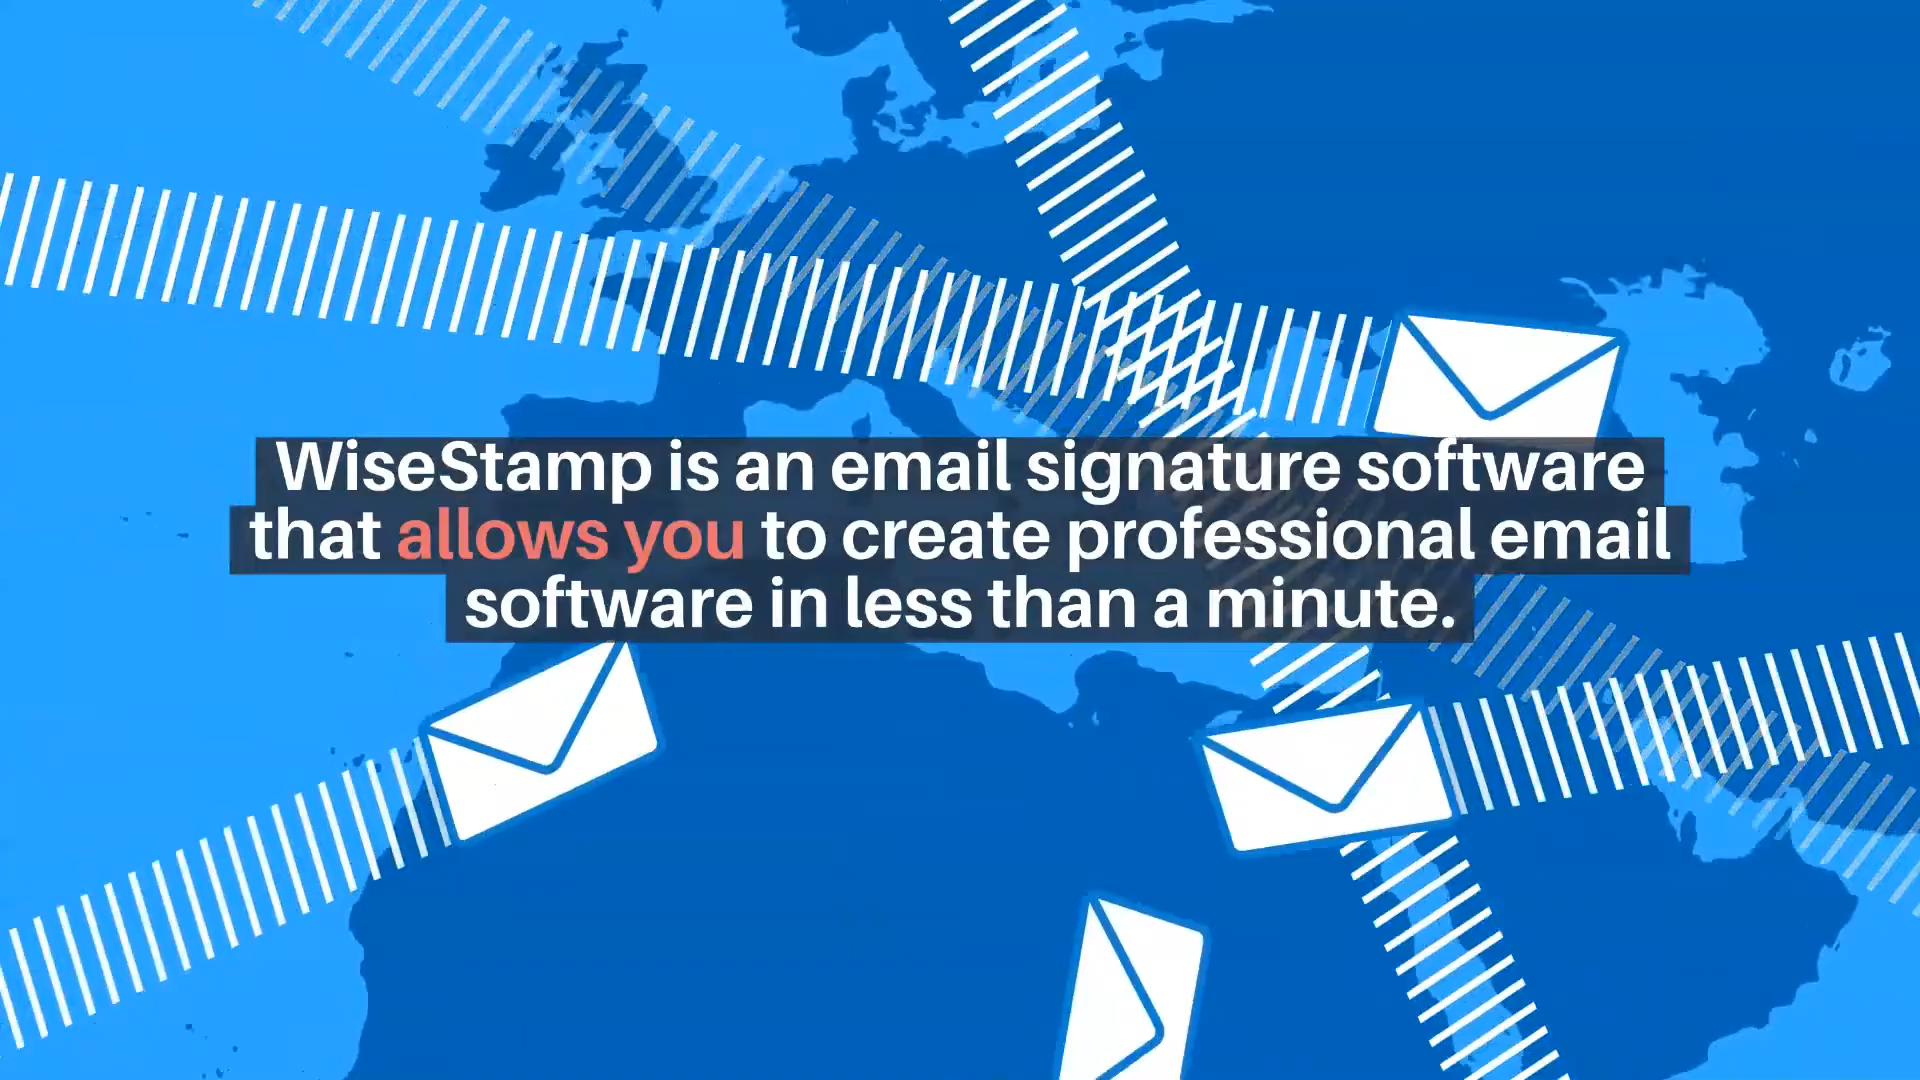 WiseStamp is an email signature software
that allows you to create professional email
software in less than a minute.